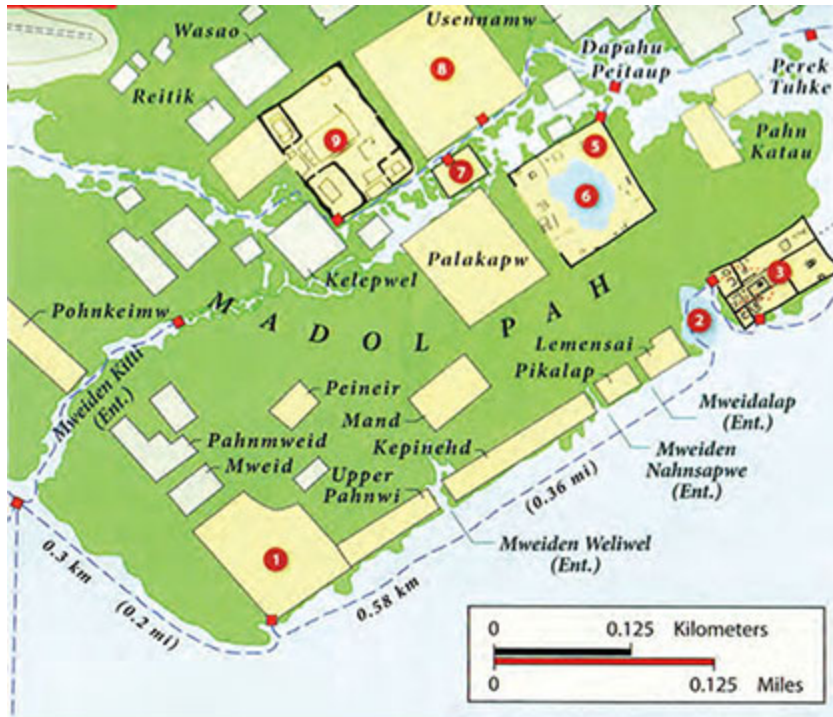 Wasao
Usennamw
Reitik
Dapahu
Peitaup
Perek
Tuhke
8
9
5
7
6
Pahn
Katau
Kelepwel
Palakapw
3
Pohnkeimw
MADOL PAH
2
Lemensai
Pikalap
Mweiden Kitti
(Ent.)
Peineir
Mand
Mweidalap
(Ent.)
Pahnmweid
Kepinehd
Mweid
Upper
Pahnwi
Mweiden
Nahnsapwe
(Ent.)
(0.36 mi)
Mweiden Weliwel
(Ent.)
1
0.3 km
(0.2 mi)
0.58 km
0 0.125 Kilometers
0 0.125 Miles